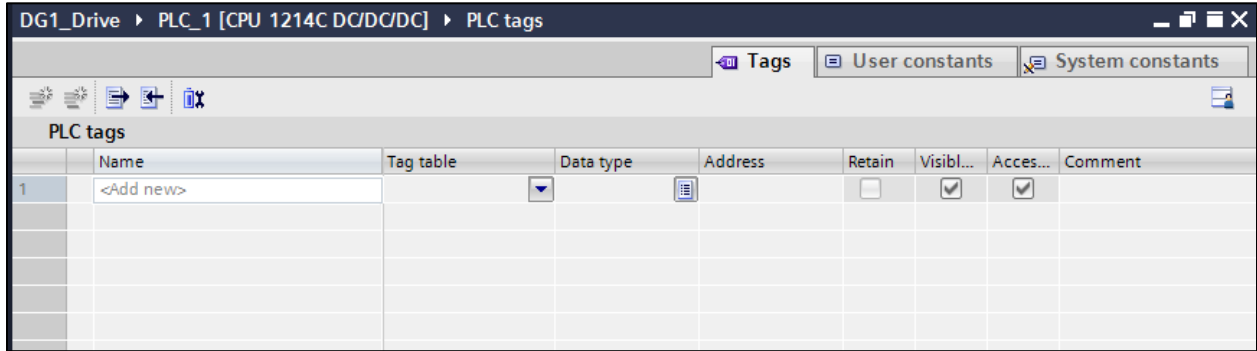 DG1_Drive ▸ PLC_1 [CPU 1214C DC/DC/DC] ▸ PLC tags
Tags User constants System constants
PLC tags
Name Tag table Data type Address Retain Visibl... Acces... Comment
1 <Add new>